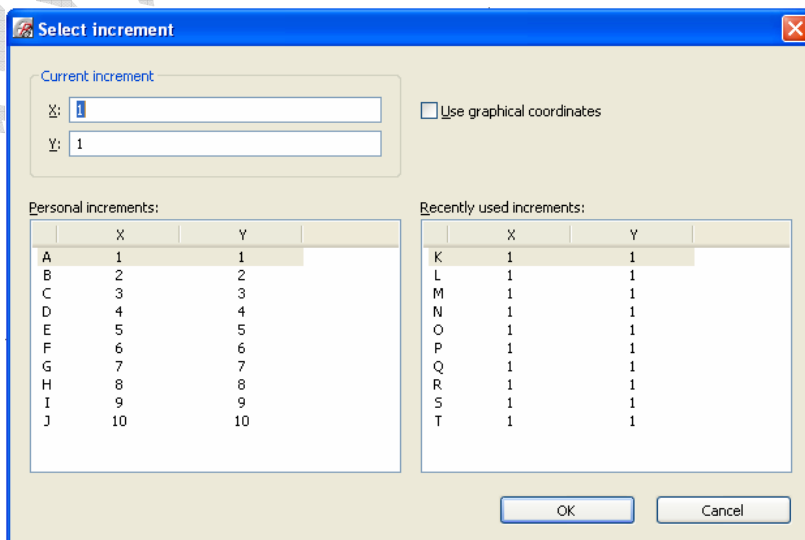 Select increment
Current increment
X: 1
Use graphical coordinates
Y: 1
Personal increments:
X Y
A 1 1
B 2 2
C 3 3
D 4 4
E 5 5
F 6 6
G 7 7
H 8 8
I 9 9
J 10 10
Recently used increments:
X Y
K 1 1
L 1 1
M 1 1
N 1 1
O 1 1
P 1 1
Q 1 1
R 1 1
S 1 1
T 1 1
OK Cancel